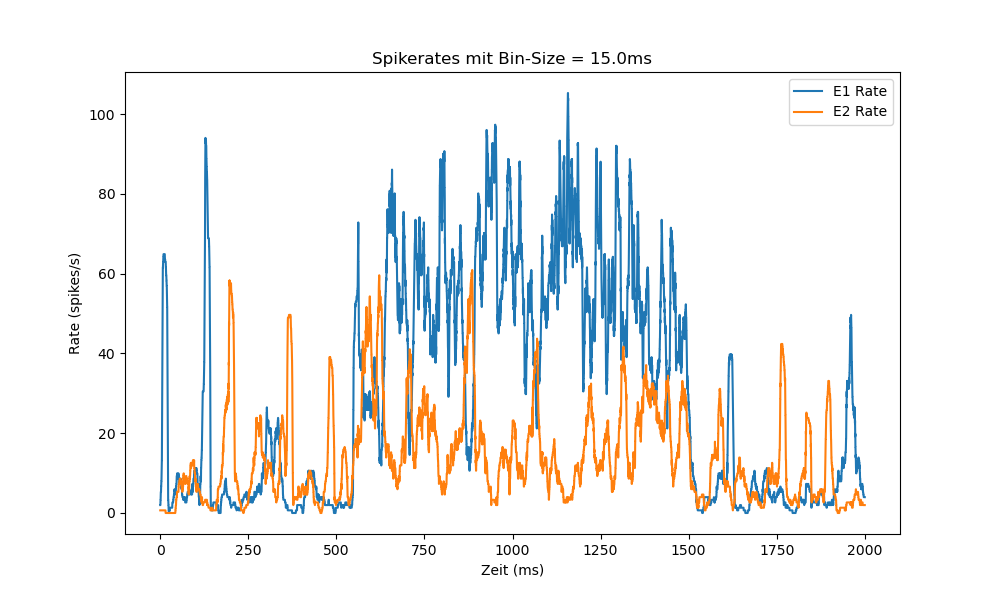 Spikerates mit Bin-Size = 15.0ms
E1 Rate
E2 Rate
Rate (spikes/s)
100
80
60
40
20
0
0 250 500 750 1000 1250 1500 1750 2000
Zeit (ms)